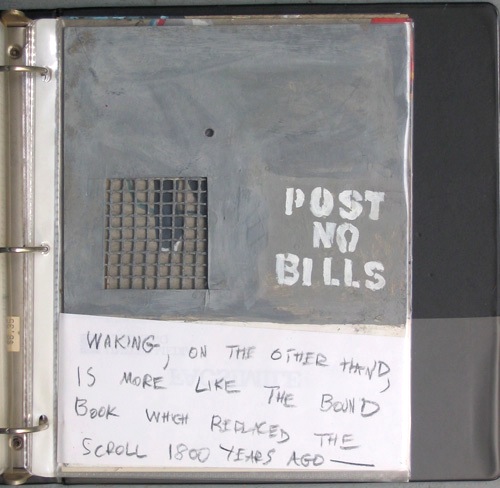 POST
NO
BILLS
WAKING, ON THE OTHER HAND,
IS MORE LIKE THE BOUND
BOOK WHICH REPLACED THE
SCROLL 1800 YEARS AGO —